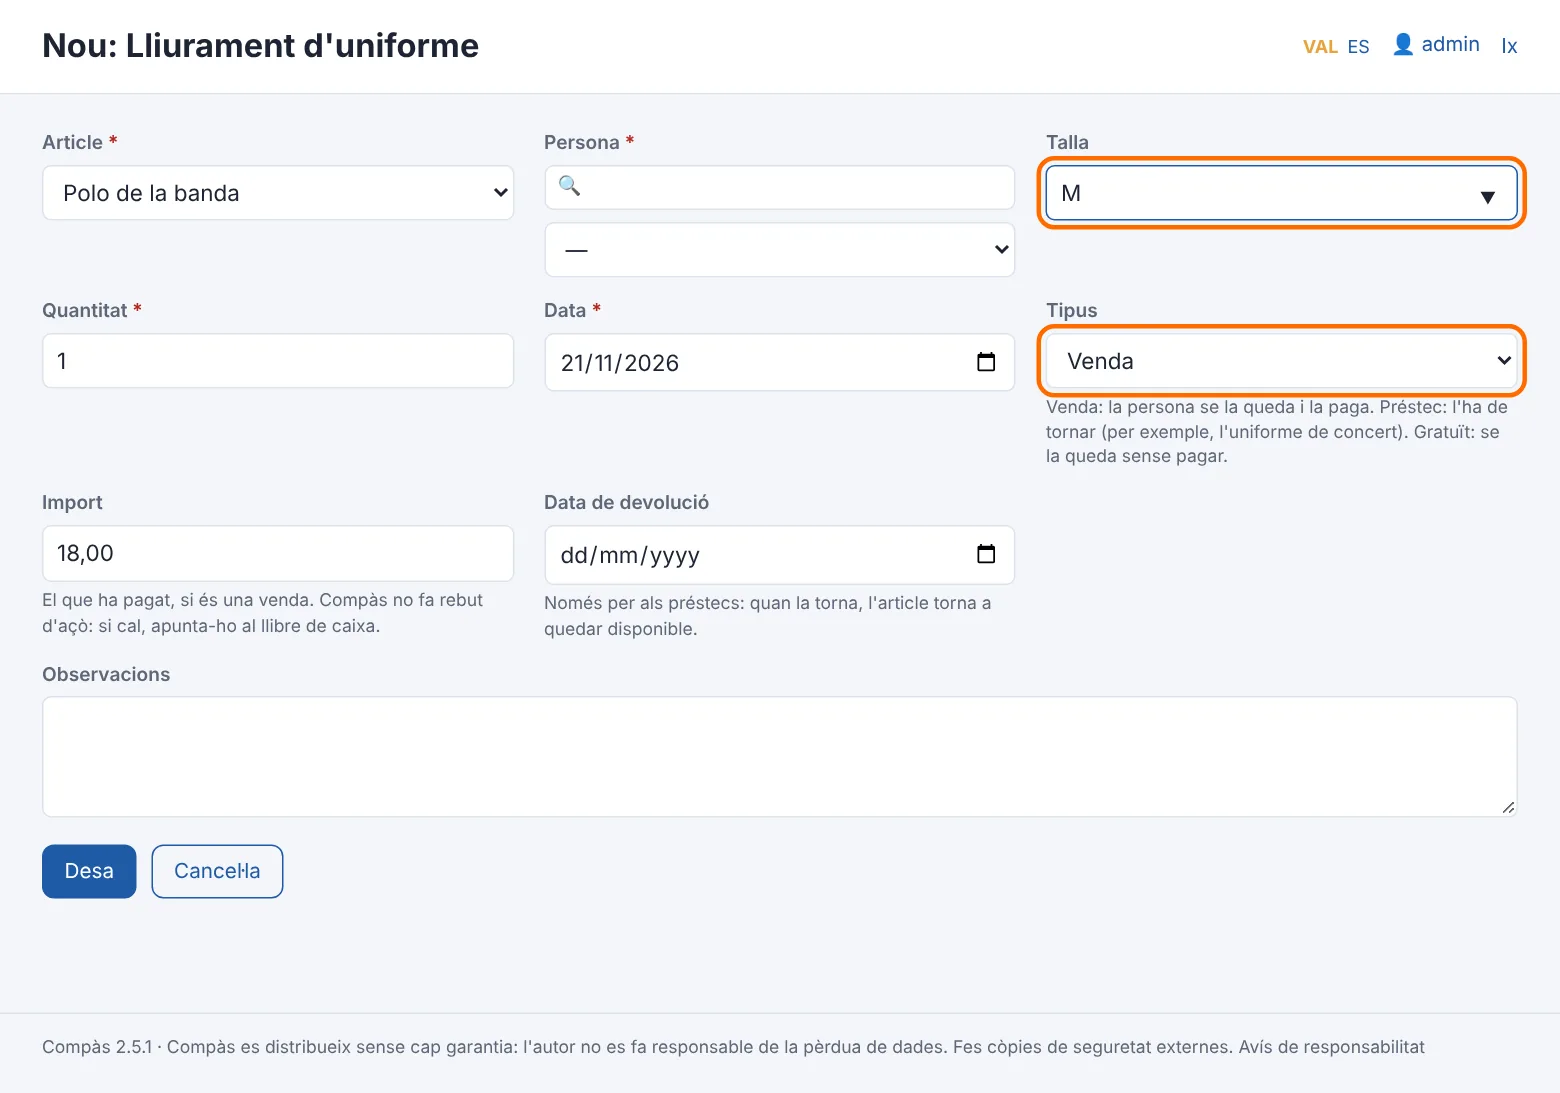 Nou: Lliurament d'uniforme
VAL ES admin Ix
Article *
Persona *
Talla
Polo de la banda
M
—
Quantitat *
Data *
Tipus
1
21/11/2026
Venda
Venda: la persona se la queda i la paga. Préstec: l'ha de
tornar (per exemple, l'uniforme de concert). Gratuït: se
la queda sense pagar.
Import
Data de devolució
18,00
dd/mm/yyyy
El que ha pagat, si és una venda. Compàs no fa rebut
d'açò: si cal, apunta-ho al llibre de caixa.
Només per als préstecs: quan la torna, l'article torna a
quedar disponible.
Observacions
Desa
Cancel·la
Compàs 2.5.1 · Compàs es distribueix sense cap garantia: l'autor no es fa responsable de la pèrdua de dades. Fes còpies de seguretat externes. Avís de responsabilitat